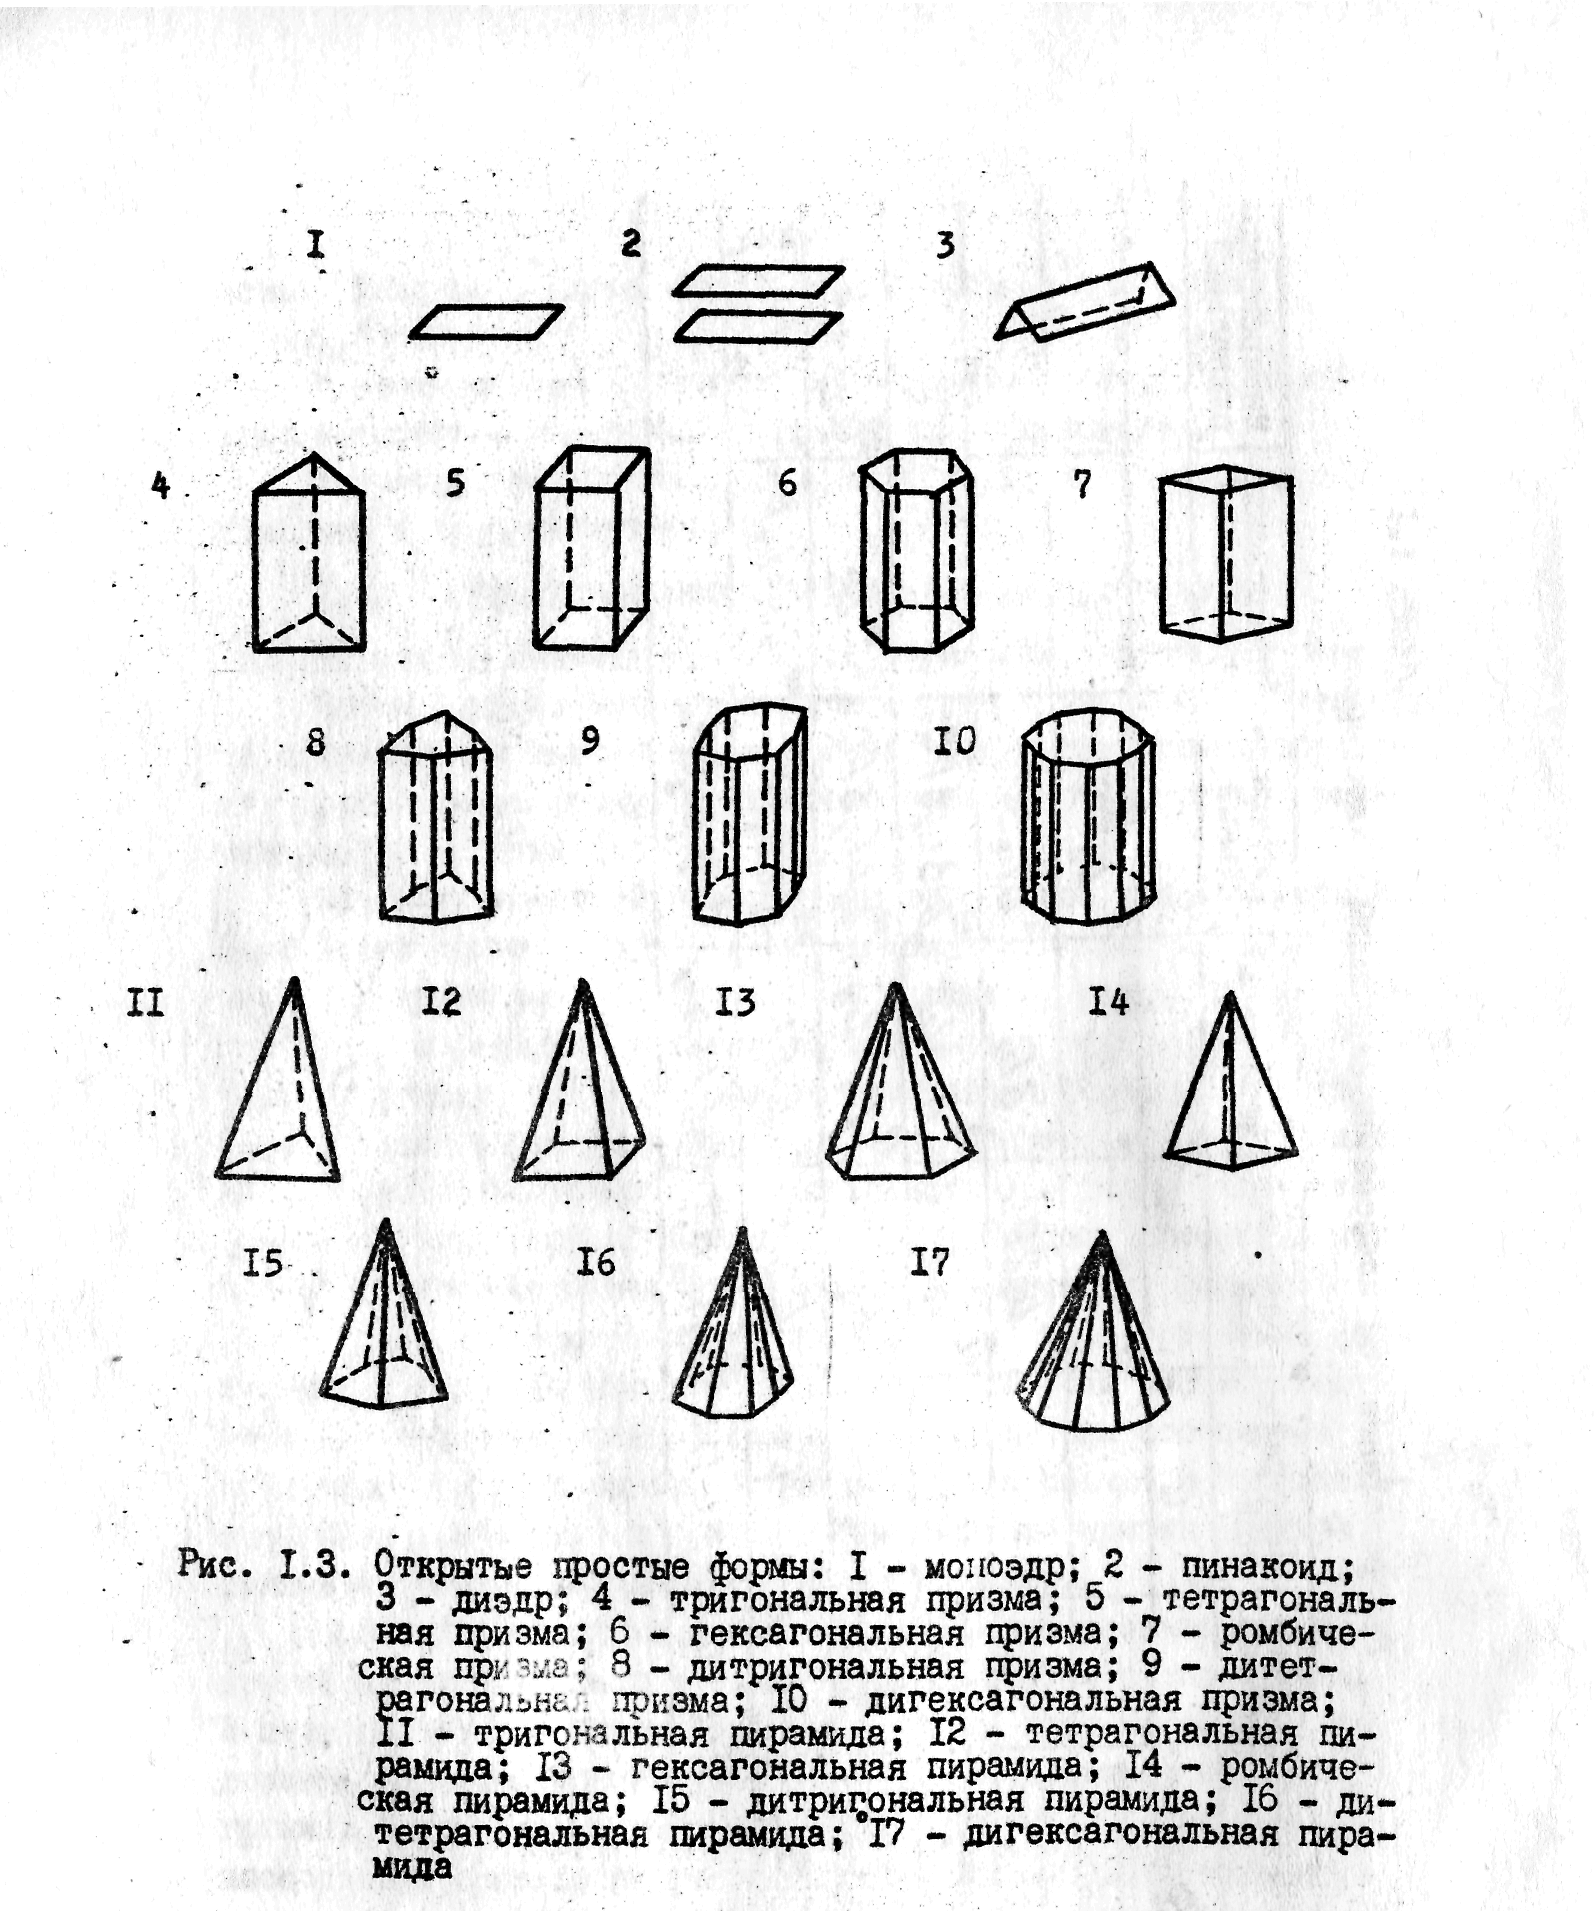 I 2 3
4 5 6 7
8 9 I0
II I2 I3 I4
I5 I6 I7
Рис. I.3. Открытые простые формы: I - моноэдр; 2 - пинакоид;
3 - диэдр; 4 - тригональная призма; 5 - тетрагональ-
ная призма; 6 - гексагональная призма; 7 - ромбиче-
ская призма; 8 - дитригональная призма; 9 - дитет-
рагональная призма; I0 - дигексагональная призма;
II - тригональная пирамида; I2 - тетрагональная пи-
рамида; I3 - гексагональная пирамида; I4 - ромбиче-
ская пирамида; I5 - дитригональная пирамида; I6 - ди-
тетрагональная пирамида; I7 - дигексагональная пира-
мида